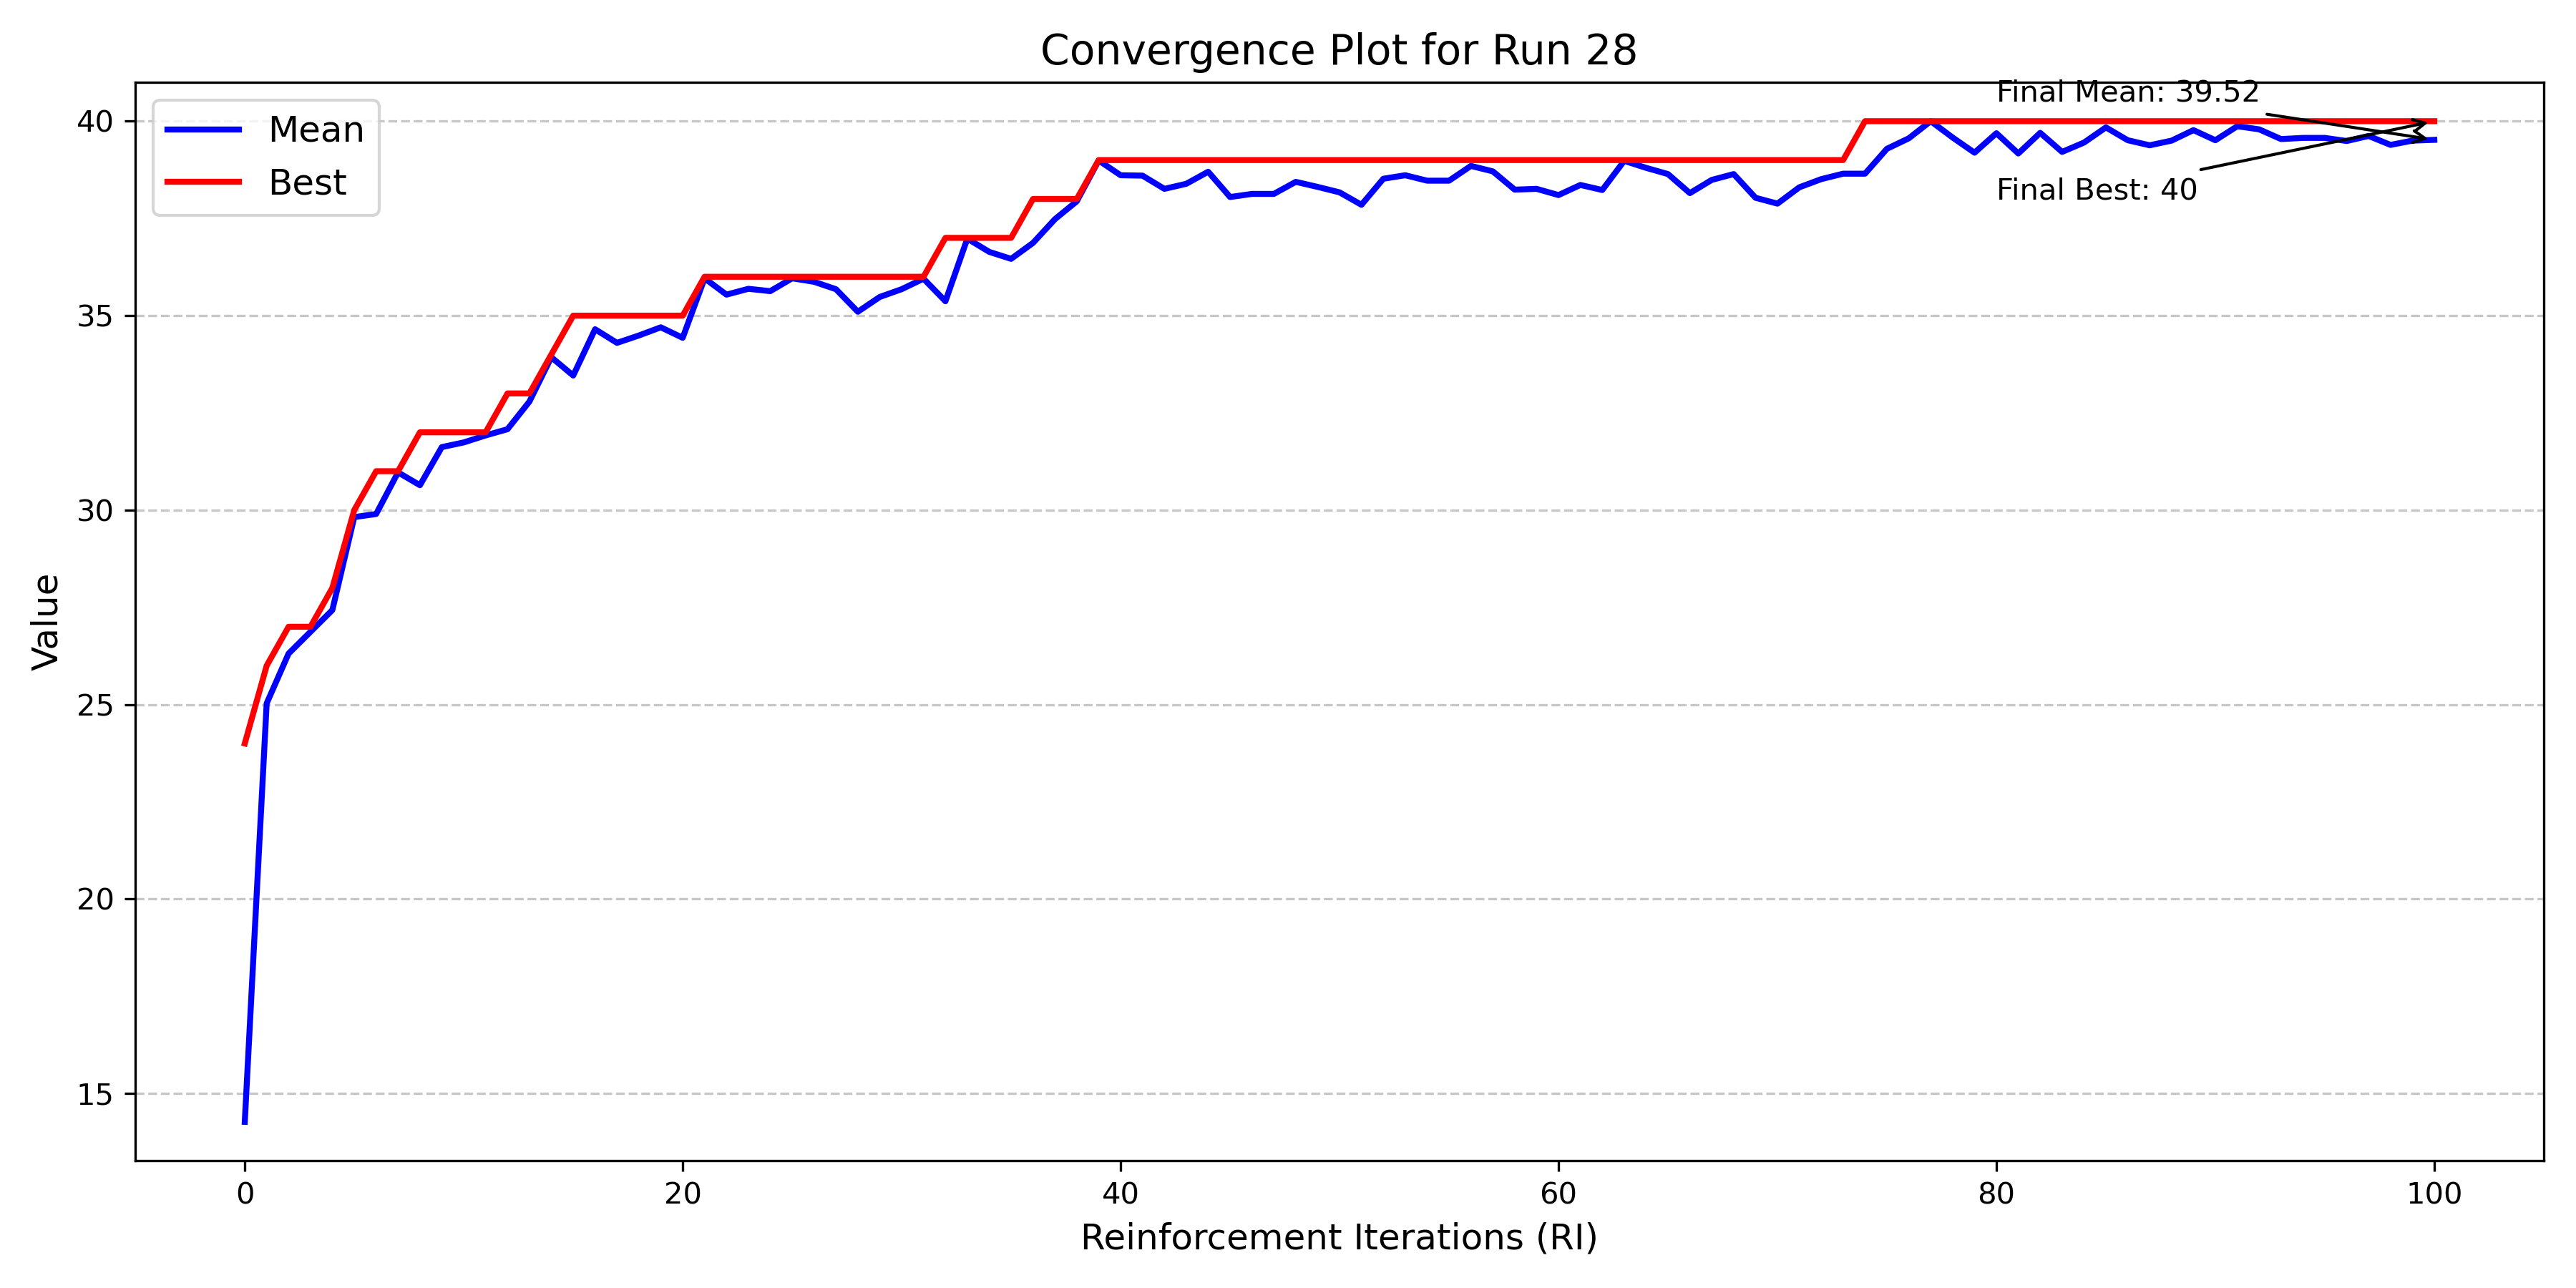 Convergence Plot for Run 28
Final Mean: 39.52
Final Best: 40
Mean
Best
Value
40
35
30
25
20
15
0
20
40
60
80
100
Reinforcement Iterations (RI)